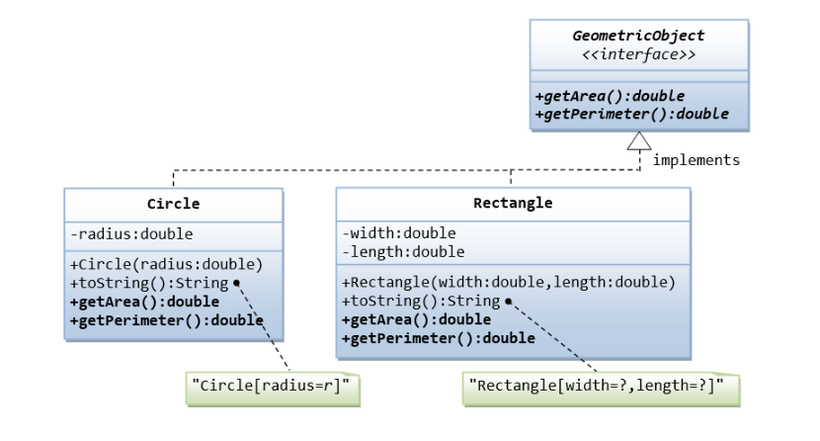 GeometricObject
<<interface>>
+getArea():double
+getPerimeter():double
implements
Circle
-radius:double
+Circle(radius:double)
+toString():String
+getArea():double
+getPerimeter():double
"Circle[radius=r]"
Rectangle
-width:double
-length:double
+Rectangle(width:double,length:double)
+toString():String
+getArea():double
+getPerimeter():double
"Rectangle[width=?,length=?]"